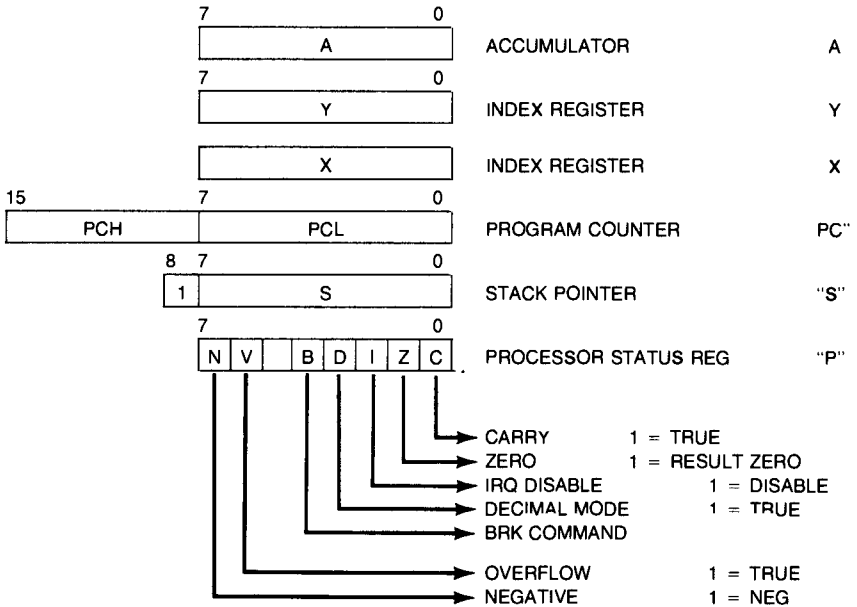 7 0
A ACCUMULATOR A
7 0
Y INDEX REGISTER Y
X INDEX REGISTER X
15 7 0
PCH PCL PROGRAM COUNTER PC"
8 7 0
1 S STACK POINTER "S"
7 0
N V B D I Z C PROCESSOR STATUS REG "P"
CARRY 1 = TRUE
ZERO 1 = RESULT ZERO
IRQ DISABLE 1 = DISABLE
DECIMAL MODE 1 = TRUE
BRK COMMAND
OVERFLOW 1 = TRUE
NEGATIVE 1 = NEG